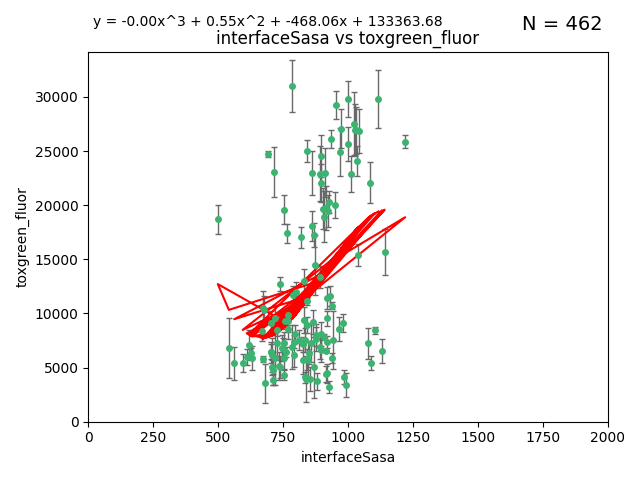 y = -0.00x^3 + 0.55x^2 + -468.06x + 133363.68
N = 462
interfaceSasa vs toxgreen_fluor
30000
25000
20000
15000
10000
5000
0
toxgreen_fluor
0 250 500 750 1000 1250 1500 1750 2000
interfaceSasa